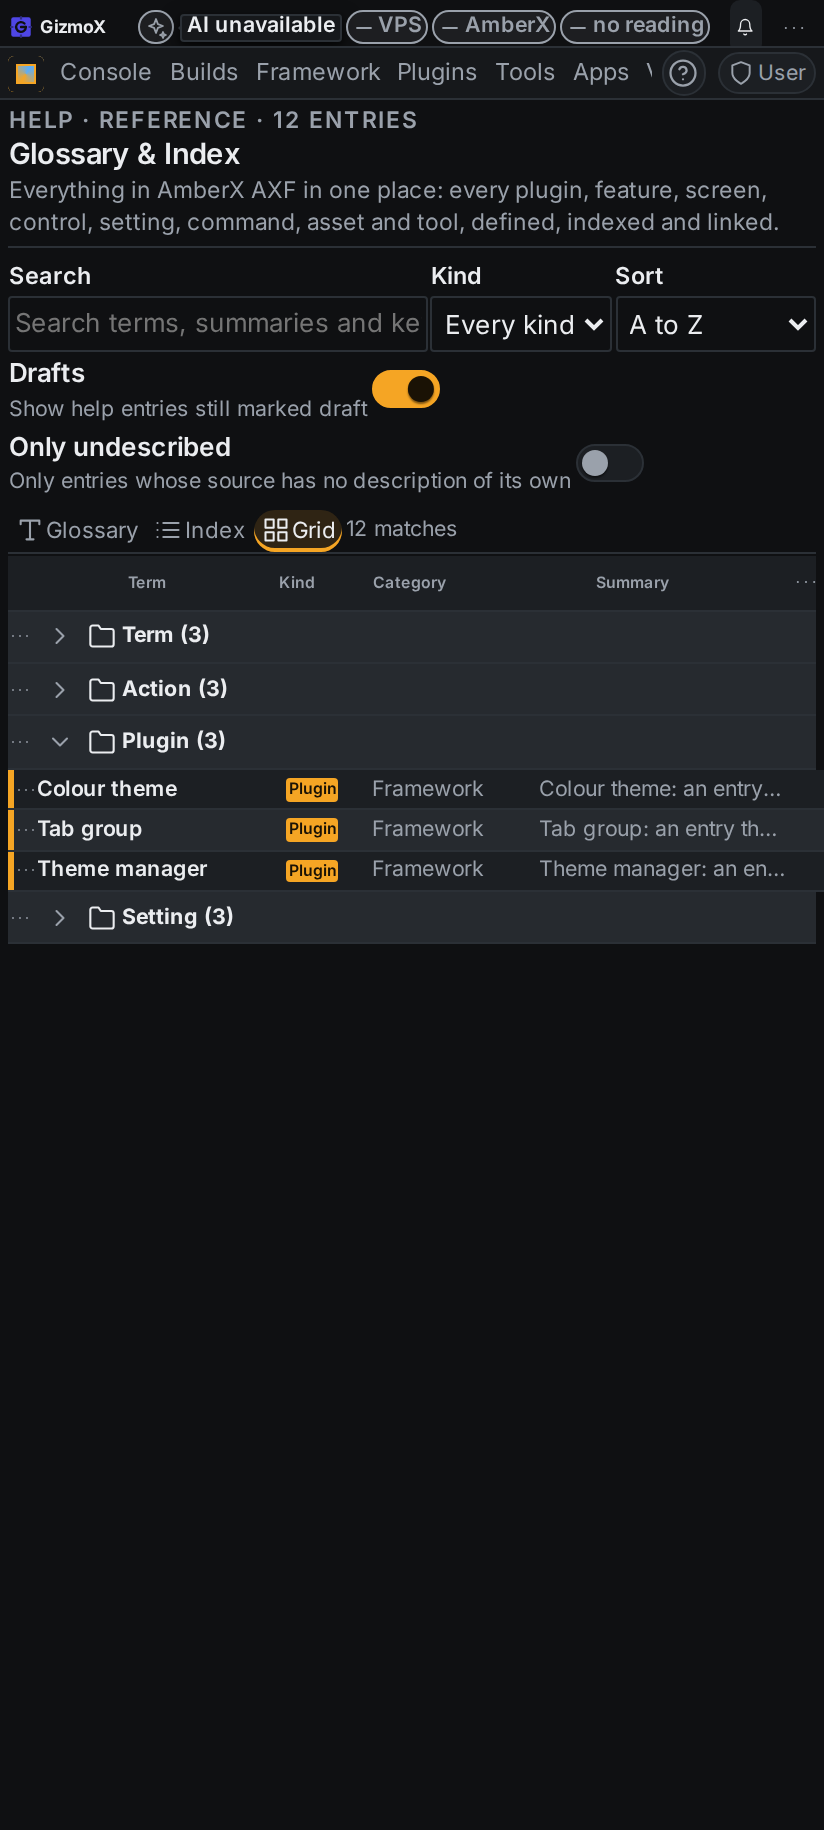 GizmoX AI unavailable — VPS — AmberX — no reading ...
Console Builds Framework Plugins Tools Apps User
HELP · REFERENCE · 12 ENTRIES
Glossary & Index
Everything in AmberX AXF in one place: every plugin, feature, screen,
control, setting, command, asset and tool, defined, indexed and linked.
Search Kind Sort
Search terms, summaries and ke Every kind A to Z
Drafts
Show help entries still marked draft
Only undescribed
Only entries whose source has no description of its own
Glossary Index Grid 12 matches
Term Kind Category Summary ...
... Term (3)
... Action (3)
... Plugin (3)
... Colour theme Plugin Framework Colour theme: an entry...
... Tab group Plugin Framework Tab group: an entry th...
... Theme manager Plugin Framework Theme manager: an en...
... Setting (3)